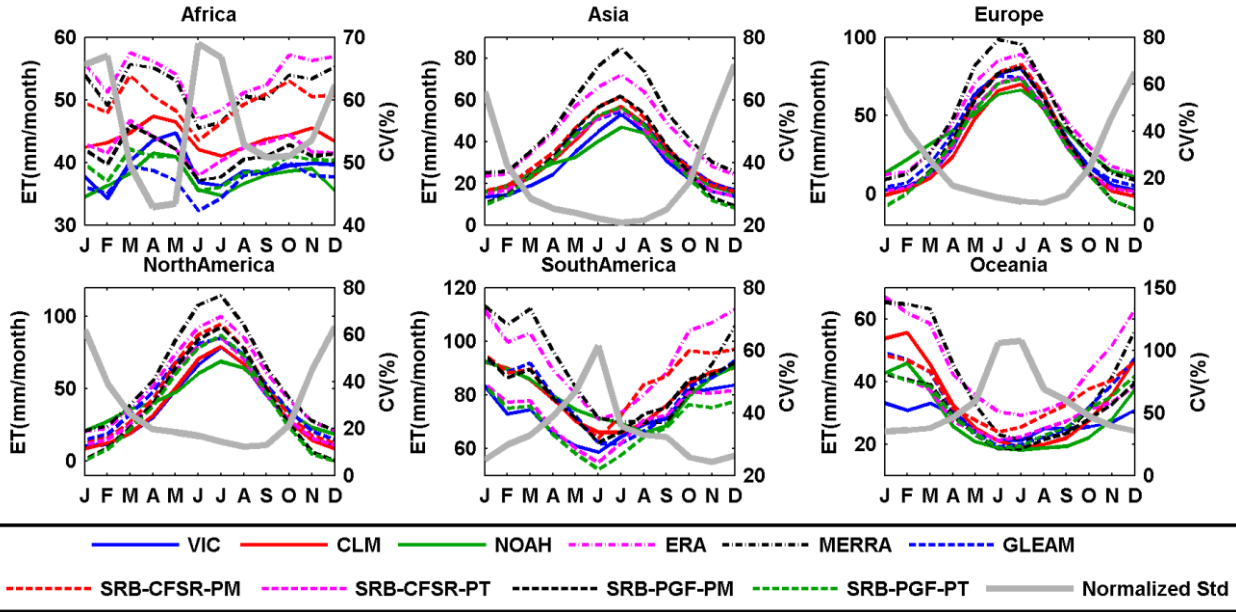 Africa
ET(mm/month)
60
50
40
30
70
60
50
40
CV(%)
J F M A M J J A S O N D
Asia
ET(mm/month)
80
60
40
20
0
80
60
40
20
CV(%)
J F M A M J J A S O N D
Europe
ET(mm/month)
100
50
0
80
60
40
20
0
CV(%)
J F M A M J J A S O N D
NorthAmerica
ET(mm/month)
100
50
0
80
60
40
20
0
CV(%)
J F M A M J J A S O N D
SouthAmerica
ET(mm/month)
120
100
80
60
80
60
40
20
CV(%)
J F M A M J J A S O N D
Oceania
ET(mm/month)
60
40
20
150
100
50
0
CV(%)
J F M A M J J A S O N D
VIC CLM NOAH ERA MERRA GLEAM
SRB-CFSR-PM SRB-CFSR-PT SRB-PGF-PM SRB-PGF-PT Normalized Std